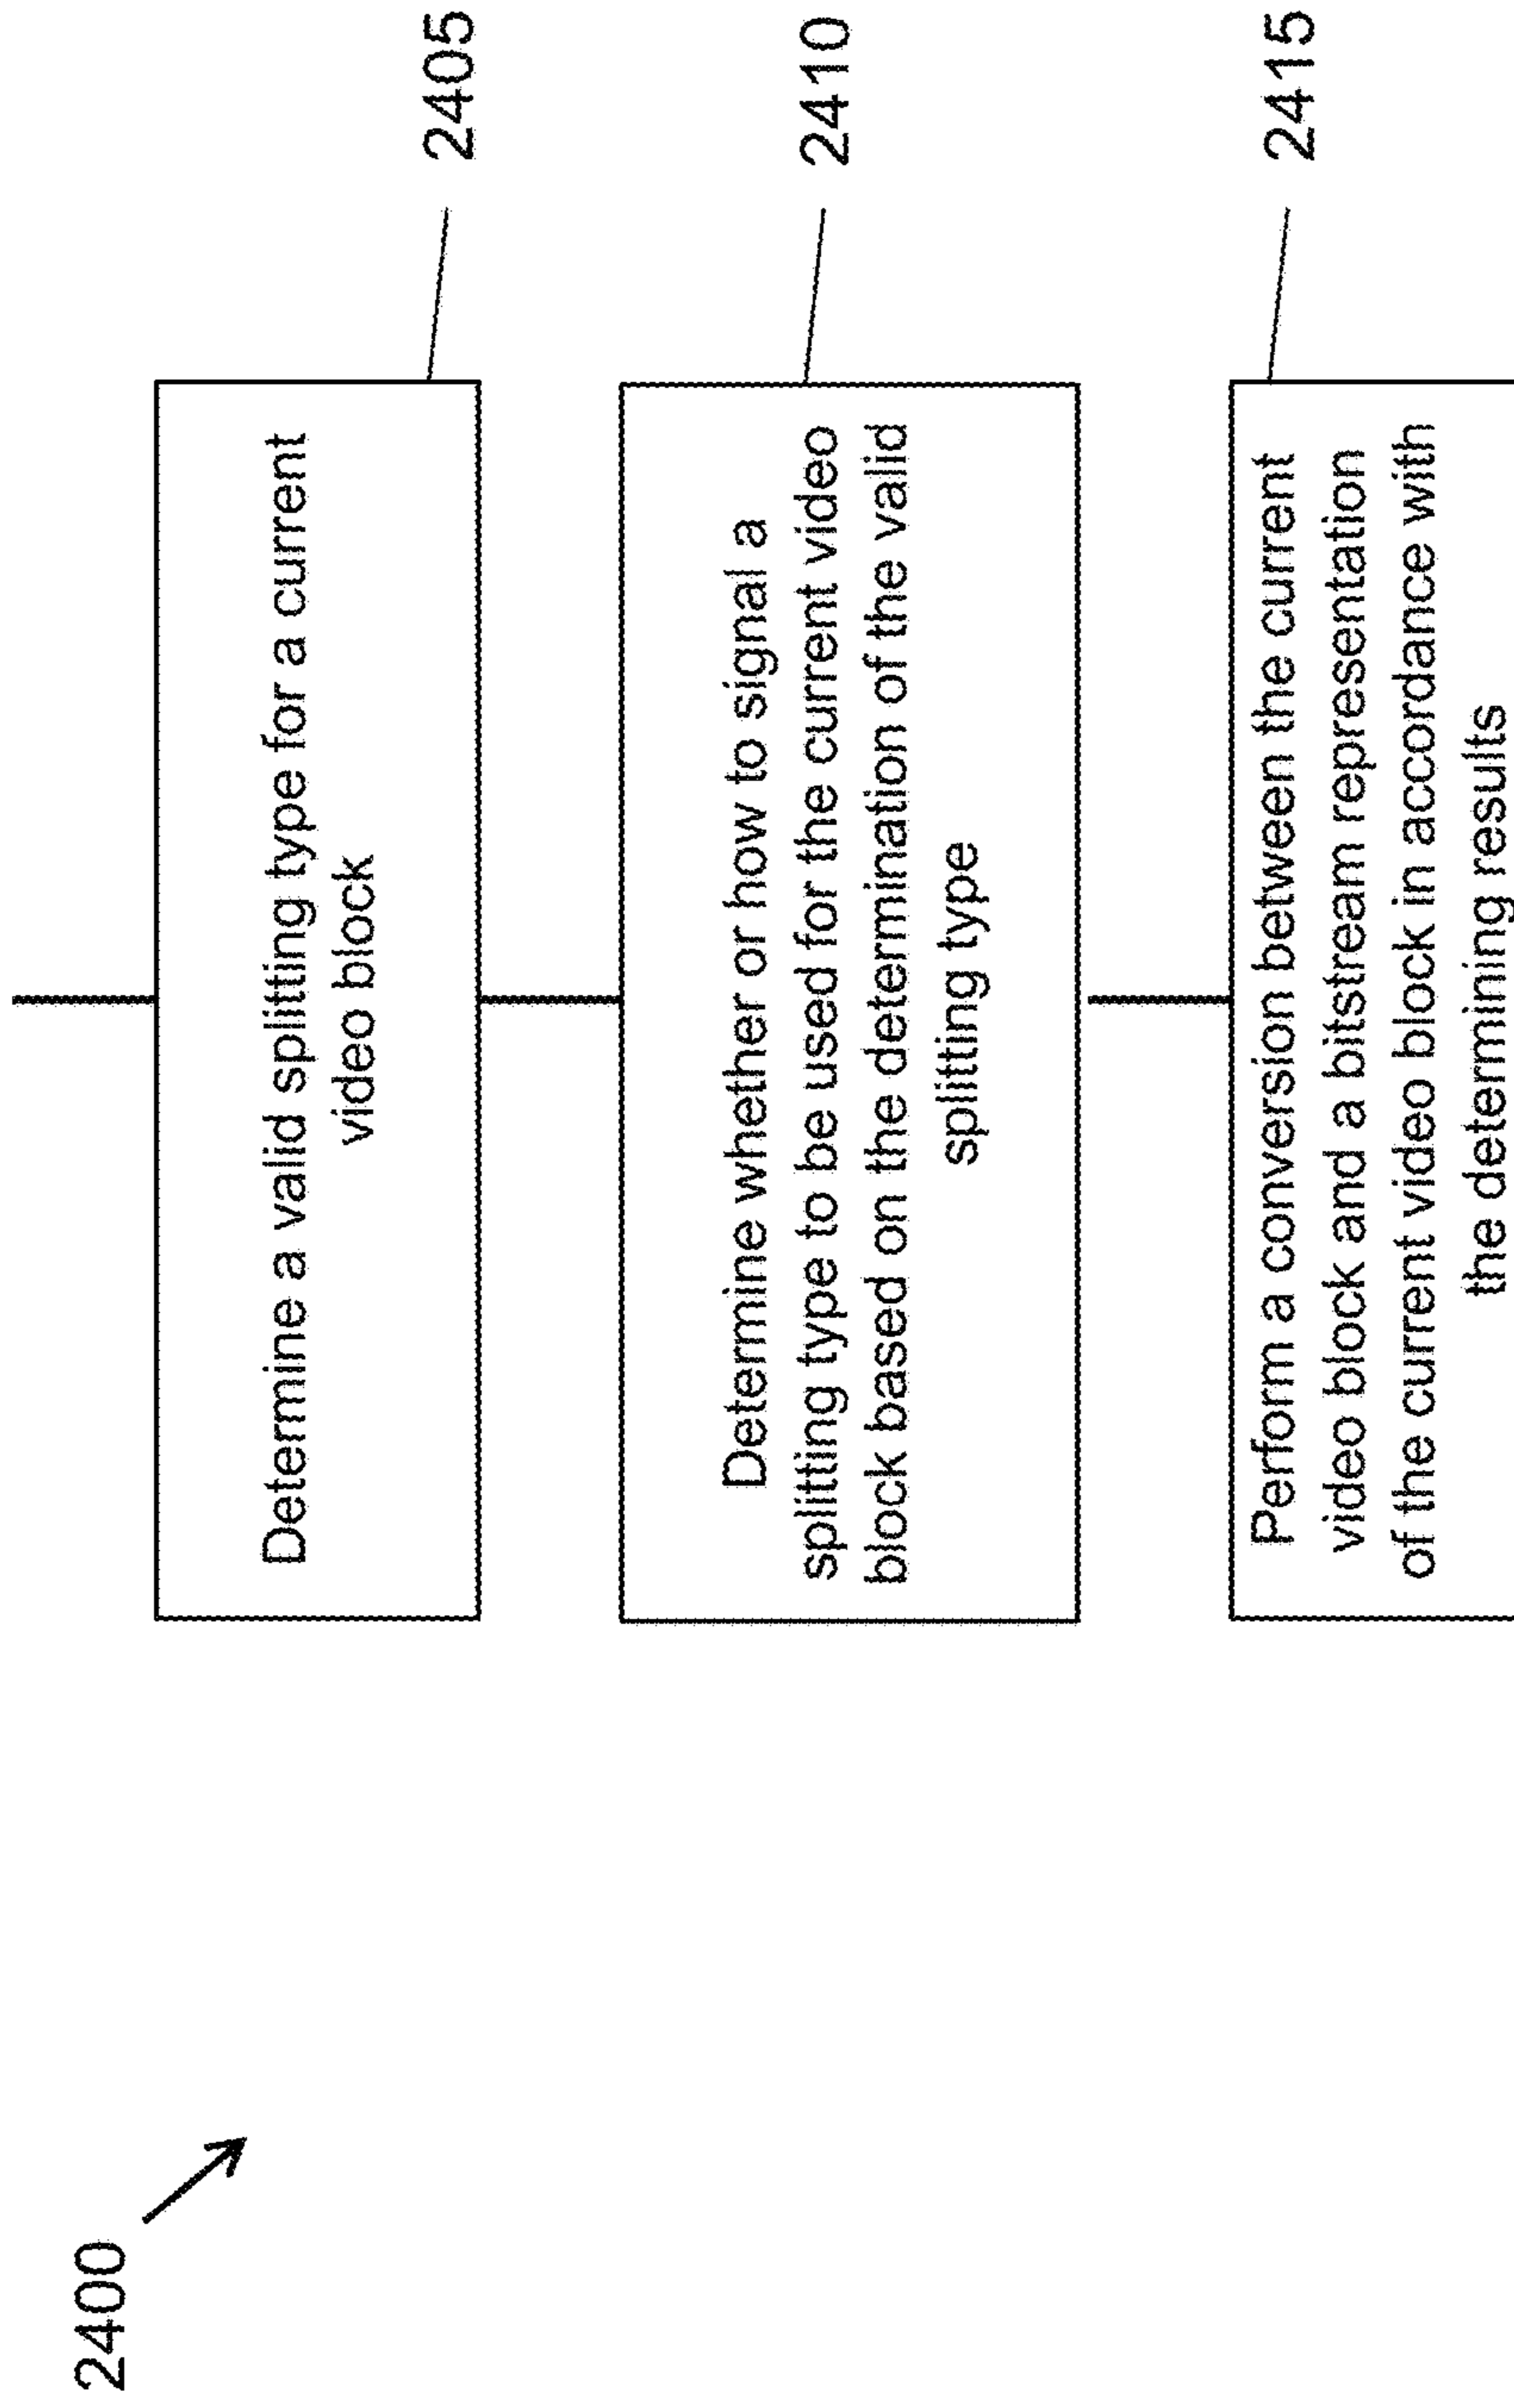 2400
Determine a valid splitting type for a current
video block
2405
Determine whether or how to signal a
splitting type to be used for the current video
block based on the determination of the valid
splitting type
2410
Perform a conversion between the current
video block and a bitstream representation
of the current video block in accordance with
the determining results
2415